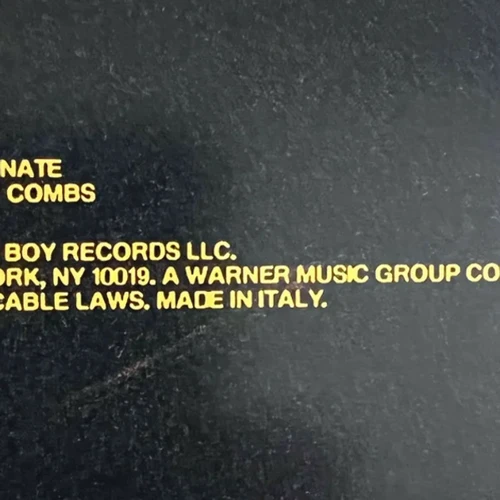 NATE
COMBS
BOY RECORDS LLC.
ORK, NY 10019. A WARNER MUSIC GROUP CO
CABLE LAWS. MADE IN ITALY.